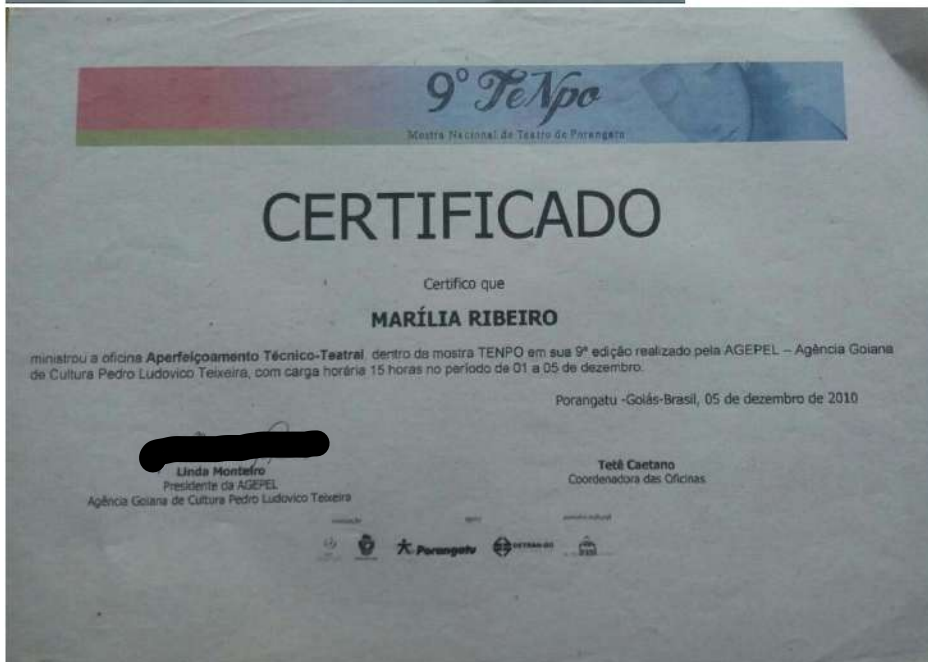 9º TeNpo
Mostra Nacional de Teatro de Porangatu
CERTIFICADO
Certifico que
MARÍLIA RIBEIRO
ministrou a oficina Aperfeiçoamento Técnico-Teatral, dentro da mostra TENPO em sua 9ª edição realizado pela AGEPEL – Agência Goiana
de Cultura Pedro Ludovico Teixeira, com carga horária 15 horas no período de 01 a 05 de dezembro.
Porangatu -Goiás-Brasil, 05 de dezembro de 2010
Linda Monteiro
Presidente da AGEPEL
Agência Goiana de Cultura Pedro Ludovico Teixeira
Tetê Caetano
Coordenadora das Oficinas
Porangatu DETRAN-GO